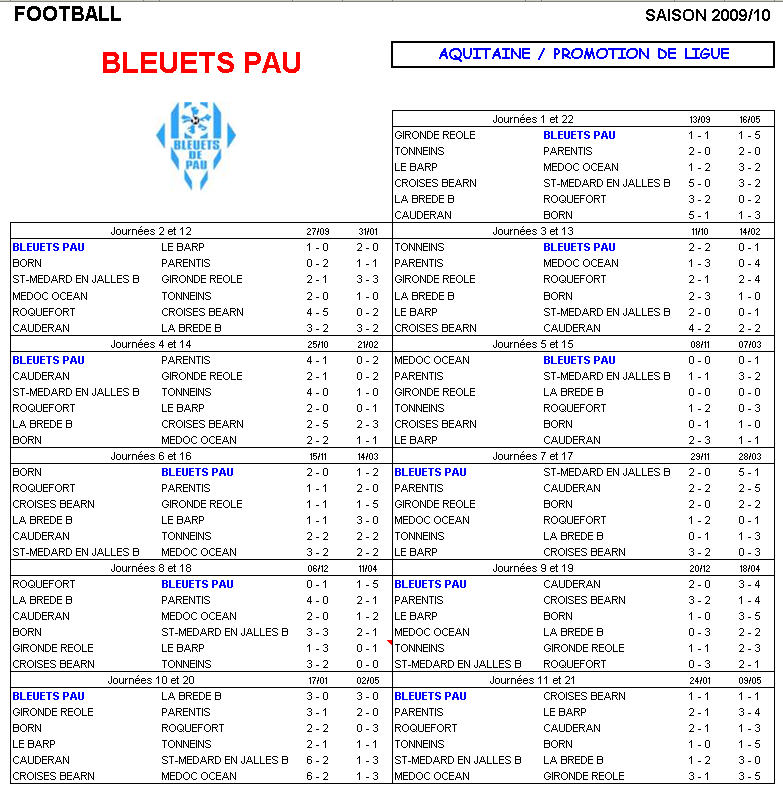 FOOTBALL
SAISON 2009/10
BLEUETS PAU
AQUITAINE / PROMOTION DE LIGUE
BLEUETS
DE
PAU
Journées 1 et 22 13/09 16/05
GIRONDE REOLE BLEUETS PAU 1 - 1 1 - 5
TONNEINS PARENTIS 2 - 0 2 - 0
LE BARP MEDOC OCEAN 1 - 2 3 - 2
CROISES BEARN ST-MEDARD EN JALLES B 5 - 0 3 - 2
LA BREDE B ROQUEFORT 3 - 2 0 - 2
CAUDERAN BORN 5 - 1 1 - 3
Journées 2 et 12 27/09 31/01
BLEUETS PAU LE BARP 1 - 0 2 - 0
BORN PARENTIS 0 - 2 1 - 1
ST-MEDARD EN JALLES B GIRONDE REOLE 2 - 1 3 - 3
MEDOC OCEAN TONNEINS 2 - 0 1 - 0
ROQUEFORT CROISES BEARN 4 - 5 0 - 2
CAUDERAN LA BREDE B 3 - 2 3 - 2
Journées 3 et 13 11/10 14/02
TONNEINS BLEUETS PAU 2 - 2 0 - 1
PARENTIS MEDOC OCEAN 1 - 3 0 - 4
GIRONDE REOLE ROQUEFORT 2 - 1 2 - 4
LA BREDE B BORN 2 - 3 1 - 0
LE BARP ST-MEDARD EN JALLES B 2 - 0 0 - 1
CROISES BEARN CAUDERAN 4 - 2 2 - 2
Journées 4 et 14 25/10 21/02
BLEUETS PAU PARENTIS 4 - 1 0 - 2
CAUDERAN GIRONDE REOLE 2 - 1 0 - 2
ST-MEDARD EN JALLES B TONNEINS 4 - 0 1 - 0
ROQUEFORT LE BARP 2 - 0 0 - 1
LA BREDE B CROISES BEARN 2 - 5 2 - 3
BORN MEDOC OCEAN 2 - 2 1 - 1
Journées 5 et 15 08/11 07/03
MEDOC OCEAN BLEUETS PAU 0 - 0 0 - 1
PARENTIS ST-MEDARD EN JALLES B 1 - 1 3 - 2
GIRONDE REOLE LA BREDE B 0 - 0 0 - 0
TONNEINS ROQUEFORT 1 - 2 0 - 3
CROISES BEARN BORN 0 - 1 1 - 0
LE BARP CAUDERAN 2 - 3 1 - 1
Journées 6 et 16 15/11 14/03
BORN BLEUETS PAU 2 - 0 1 - 2
ROQUEFORT PARENTIS 1 - 1 2 - 0
CROISES BEARN GIRONDE REOLE 1 - 1 1 - 5
LA BREDE B LE BARP 1 - 1 3 - 0
CAUDERAN TONNEINS 2 - 2 2 - 2
ST-MEDARD EN JALLES B MEDOC OCEAN 3 - 2 2 - 2
Journées 7 et 17 29/11 28/03
BLEUETS PAU ST-MEDARD EN JALLES B 2 - 0 5 - 1
PARENTIS CAUDERAN 2 - 2 2 - 5
GIRONDE REOLE BORN 2 - 0 2 - 2
MEDOC OCEAN ROQUEFORT 1 - 2 0 - 1
TONNEINS LA BREDE B 0 - 1 1 - 3
LE BARP CROISES BEARN 3 - 2 0 - 3
Journées 8 et 18 06/12 11/04
ROQUEFORT BLEUETS PAU 0 - 1 1 - 5
LA BREDE B PARENTIS 4 - 0 2 - 1
CAUDERAN MEDOC OCEAN 2 - 0 1 - 2
BORN ST-MEDARD EN JALLES B 3 - 3 2 - 1
GIRONDE REOLE LE BARP 1 - 3 0 - 1
CROISES BEARN TONNEINS 3 - 2 0 - 0
Journées 9 et 19 20/12 18/04
BLEUETS PAU CAUDERAN 2 - 0 3 - 4
PARENTIS CROISES BEARN 3 - 2 1 - 4
LE BARP BORN 1 - 0 3 - 5
MEDOC OCEAN LA BREDE B 0 - 3 2 - 2
TONNEINS GIRONDE REOLE 1 - 1 2 - 3
ST-MEDARD EN JALLES B ROQUEFORT 0 - 3 2 - 1
Journées 10 et 20 17/01 02/05
BLEUETS PAU LA BREDE B 3 - 0 3 - 0
GIRONDE REOLE PARENTIS 3 - 1 2 - 0
BORN ROQUEFORT 2 - 2 0 - 3
LE BARP TONNEINS 2 - 1 1 - 1
CAUDERAN ST-MEDARD EN JALLES B 6 - 2 1 - 3
CROISES BEARN MEDOC OCEAN 6 - 2 1 - 3
Journées 11 et 21 24/01 09/05
BLEUETS PAU CROISES BEARN 1 - 1 1 - 1
PARENTIS LE BARP 2 - 1 3 - 4
ROQUEFORT CAUDERAN 2 - 1 1 - 3
TONNEINS BORN 1 - 0 1 - 5
ST-MEDARD EN JALLES B LA BREDE B 1 - 2 3 - 0
MEDOC OCEAN GIRONDE REOLE 3 - 1 3 - 5